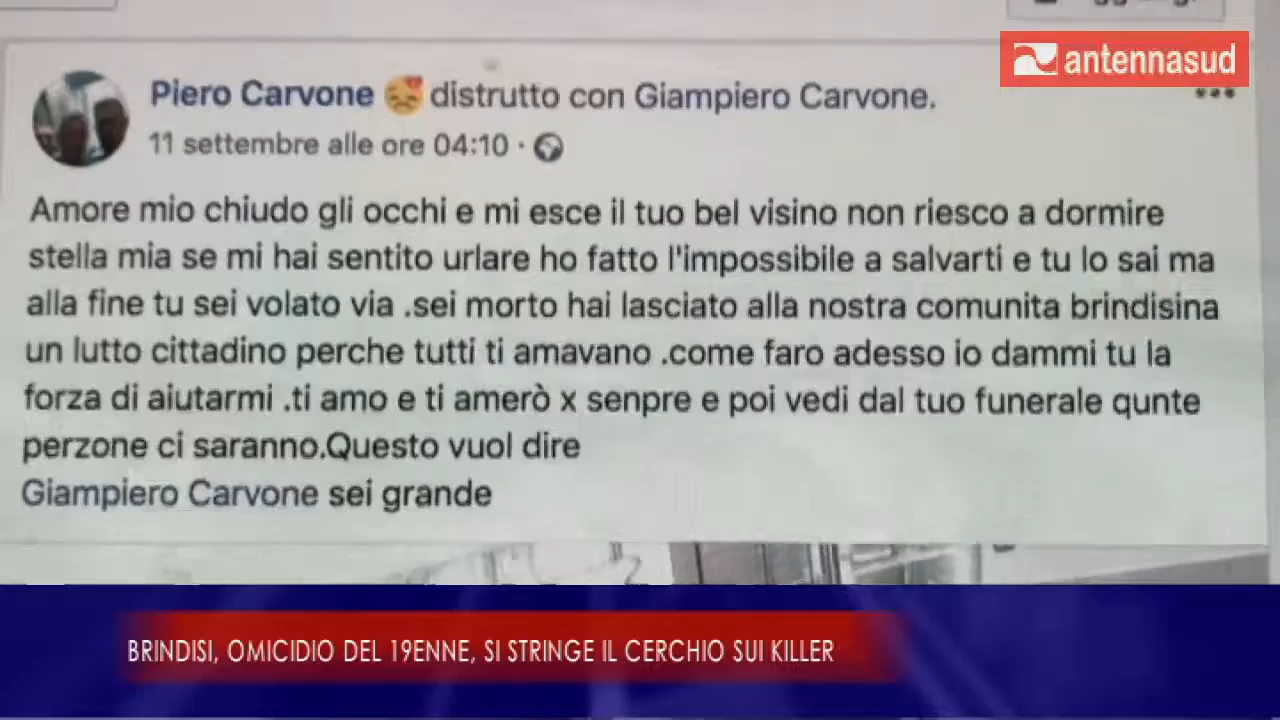 antennasud
Piero Carvone distrutto con Giampiero Carvone.
11 settembre alle ore 04:10 ·
Amore mio chiudo gli occhi e mi esce il tuo bel visino non riesco a dormire
stella mia se mi hai sentito urlare ho fatto l'impossibile a salvarti e tu lo sai ma
alla fine tu sei volato via .sei morto hai lasciato alla nostra comunita brindisina
un lutto cittadino perche tutti ti amavano .come faro adesso io dammi tu la
forza di aiutarmi .ti amo e ti amerò x senpre e poi vedi dal tuo funerale qunte
perzone ci saranno.Questo vuol dire
Giampiero Carvone sei grande
BRINDISI, OMICIDIO DEL 19ENNE, SI STRINGE IL CERCHIO SUI KILLER